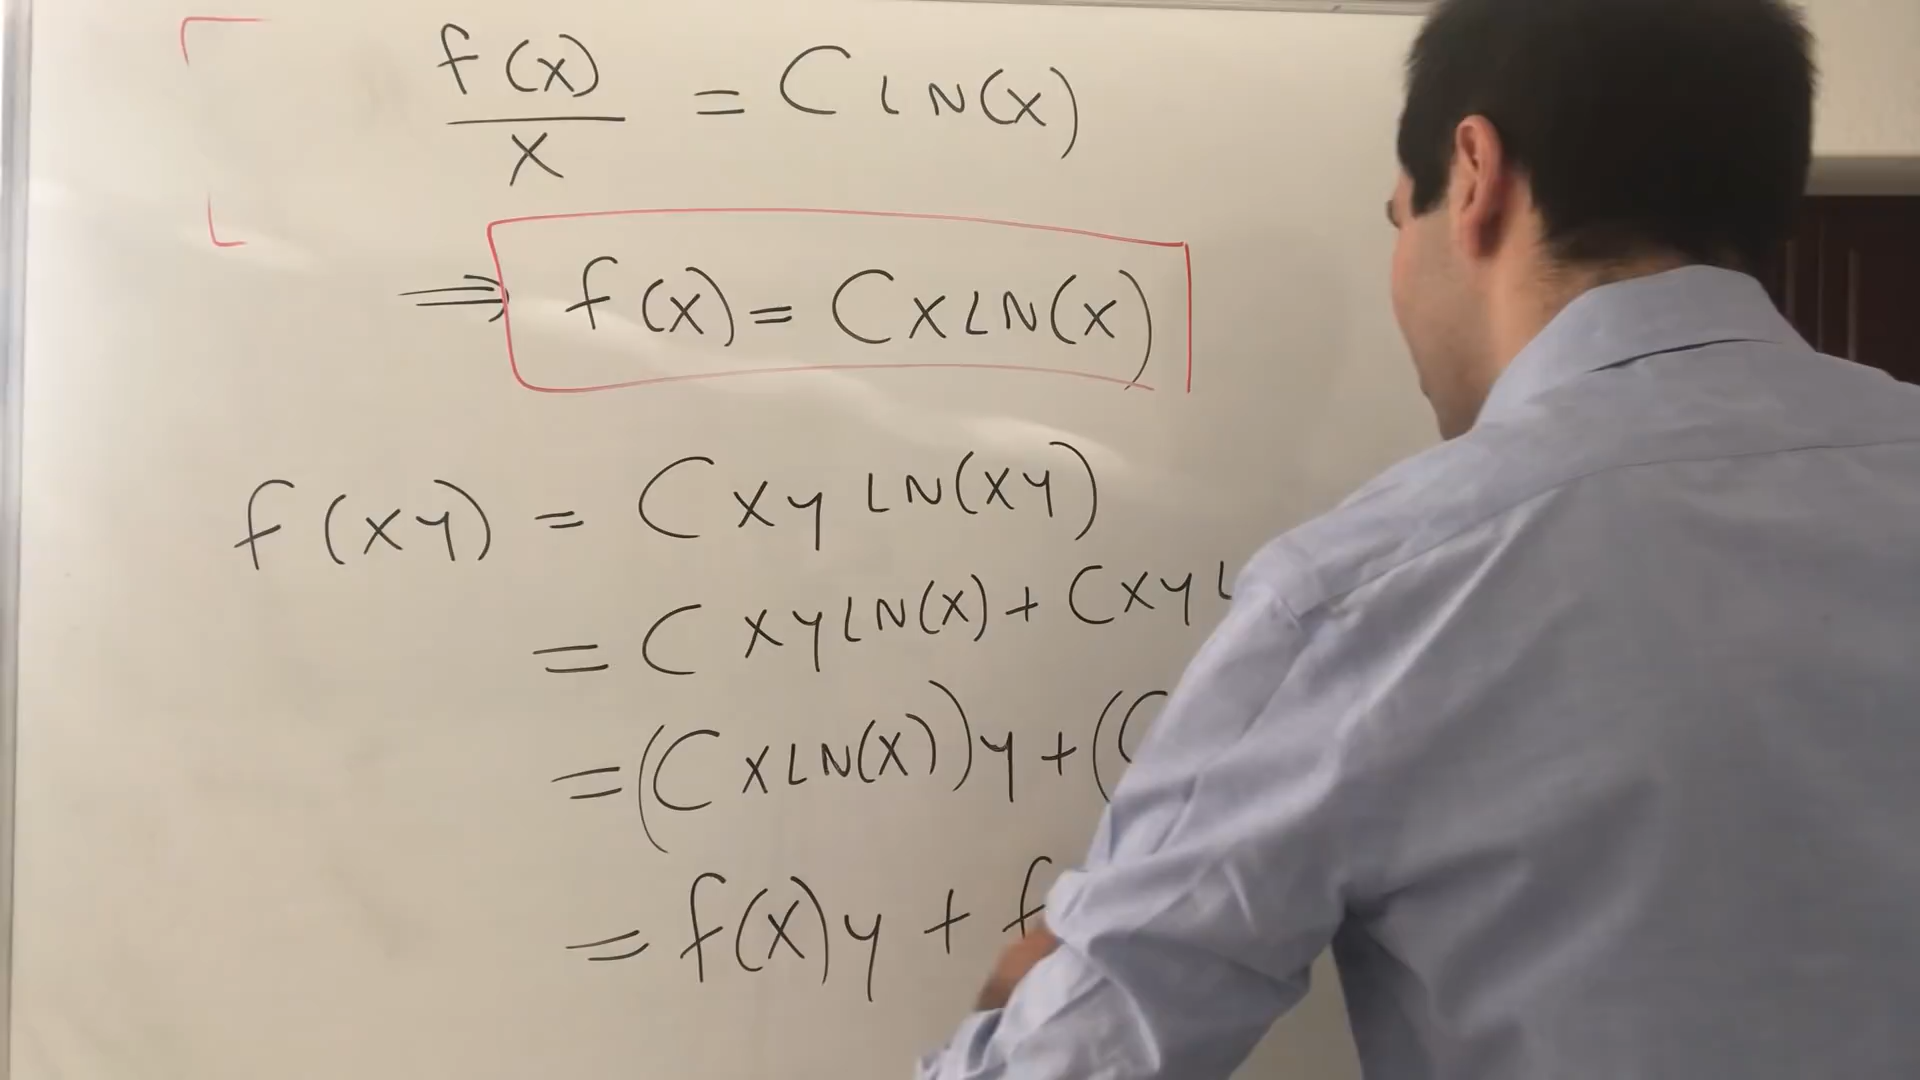 f(x)/x = C LN(x)
⇒ f(x) = C x LN(x)
f(xy) = C xy LN(xy)
= C xy LN(x) + C xy L
= (C x LN(x)) y + (C
= f(x) y + f